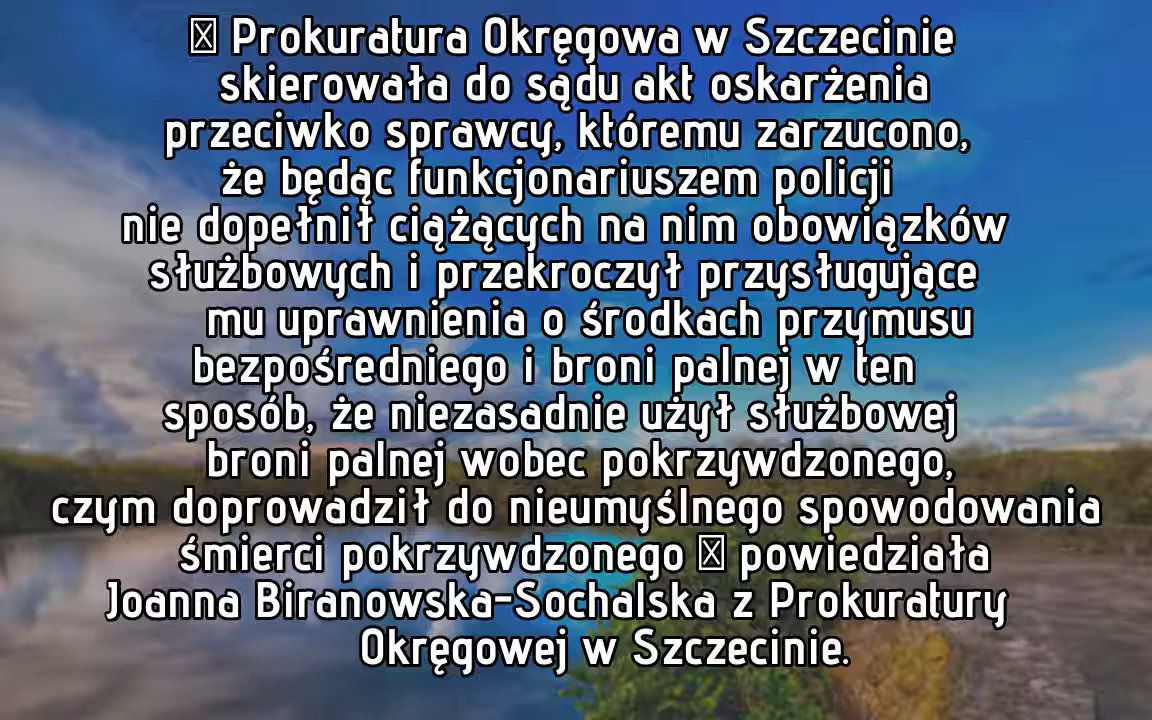 Prokuratura Okręgowa w Szczecinie
skierowała do sądu akt oskarżenia
przeciwko sprawcy, któremu zarzucono,
że będąc funkcjonariuszem policji
nie dopełnił ciążących na nim obowiązków
służbowych i przekroczył przysługujące
mu uprawnienia o środkach przymusu
bezpośredniego i broni palnej w ten
sposób, że niezasadnie użył służbowej
broni palnej wobec pokrzywdzonego,
czym doprowadził do nieumyślnego spowodowania
śmierci pokrzywdzonego powiedziała
Joanna Biranowska-Sochalska z Prokuratury
Okręgowej w Szczecinie.